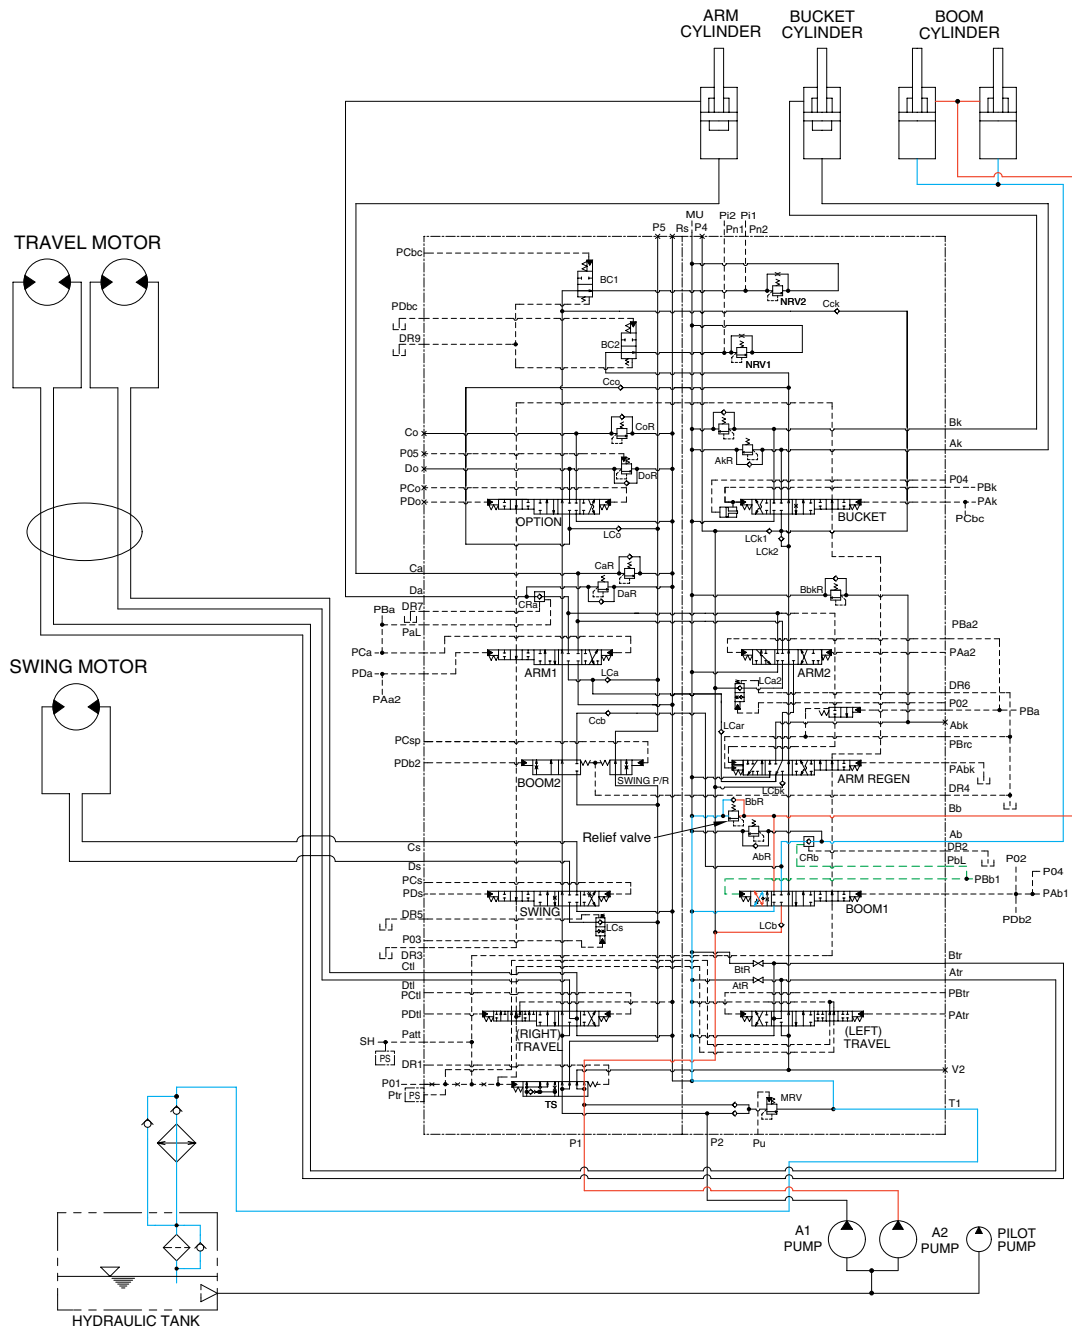 ARM
CYLINDER
BUCKET
CYLINDER
BOOM
CYLINDER
TRAVEL MOTOR
SWING MOTOR
P5
Rs
MU
P4
Pi2
Pn1
Pi1
Pn2
PCbc
BC1
NRV2
Cck
PDbc
DR9
BC2
NRV1
Cco
Co
CoR
Bk
P05
Do
DoR
AkR
Ak
PCo
PDo
OPTION
LCo
P04
PBk
PAk
PCbc
BUCKET
LCk1
LCk2
Ca
CaR
Da
DaR
CRa
BbkR
DR7
PBa
PaL
PCa
PDa
PAa2
ARM1
LCa
PBa2
PAa2
ARM2
LCa2
DR6
P02
PBa
Ccb
LCar
Abk
PCsp
PDb2
BOOM2
SWING P/R
PBrc
PAbk
ARM REGEN
LCbk
DR4
BbR
Bb
Relief valve
AbR
CRb
Ab
DR2
PbL
P02
P04
PBb1
PAb1
PDb2
Cs
Ds
PCs
PDs
SWING
BOOM1
DR5
LCs
LCb
P03
DR3
Ctl
Btr
BtR
Atr
AtR
Dtl
PCtl
PDtl
PBtr
PAtr
(RIGHT)
TRAVEL
(LEFT)
TRAVEL
Patt
SH
PS
DR1
P01
Ptr
PS
TS
V2
MRV
T1
P1
P2
Pu
A1
PUMP
A2
PUMP
PILOT
PUMP
HYDRAULIC TANK